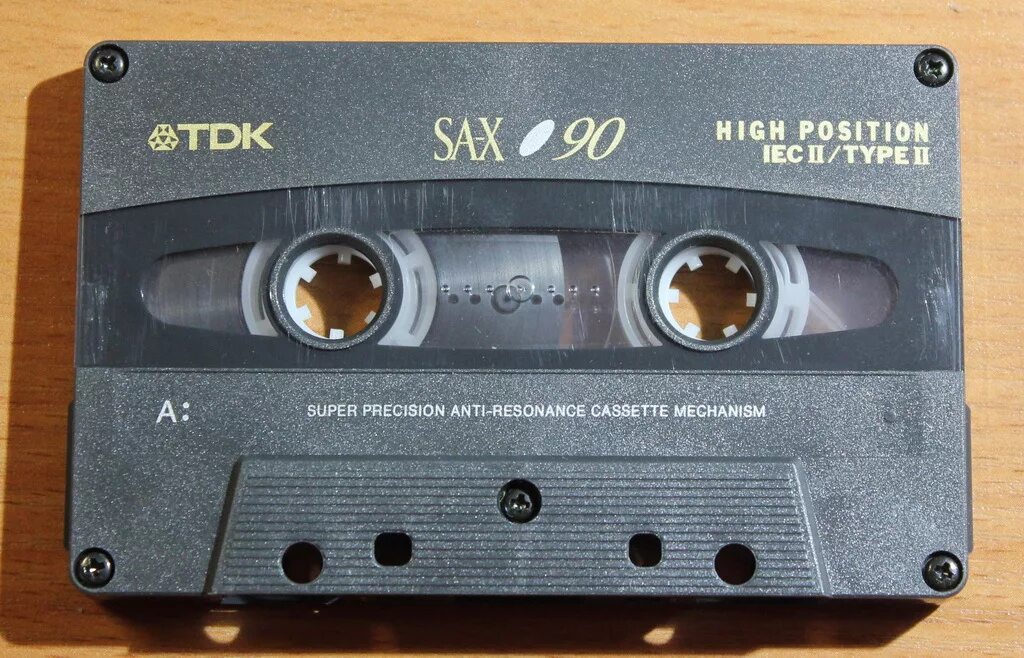 TDK SA-X 90 HIGH POSITION
IEC II / TYPE II
A: SUPER PRECISION ANTI-RESONANCE CASSETTE MECHANISM